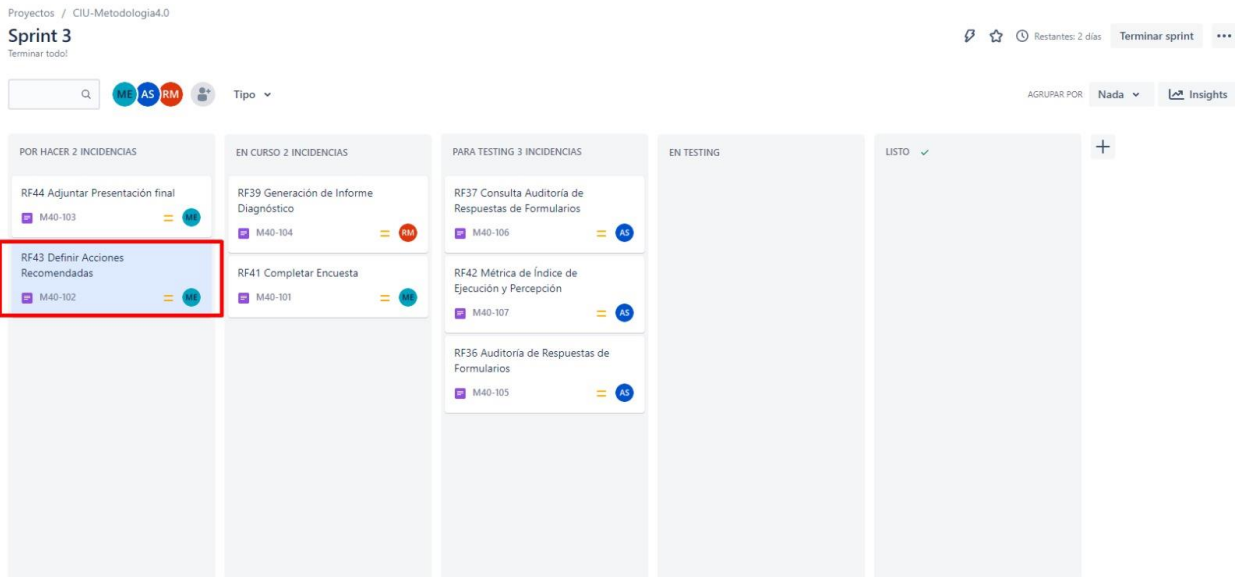 Proyectos / CIU-Metodologia4.0
Sprint 3
Terminar todo!
Restantes: 2 días
Terminar sprint
ME AS RM
Tipo
AGRUPAR POR
Nada
Insights
POR HACER 2 INCIDENCIAS
RF44 Adjuntar Presentación final
M40-103
ME
RF43 Definir Acciones
Recomendadas
M40-102
ME
EN CURSO 2 INCIDENCIAS
RF39 Generación de Informe
Diagnóstico
M40-104
RM
RF41 Completar Encuesta
M40-101
ME
PARA TESTING 3 INCIDENCIAS
RF37 Consulta Auditoría de
Respuestas de Formularios
M40-106
AS
RF42 Métrica de Índice de
Ejecución y Percepción
M40-107
AS
RF36 Auditoría de Respuestas de
Formularios
M40-105
AS
EN TESTING
LISTO